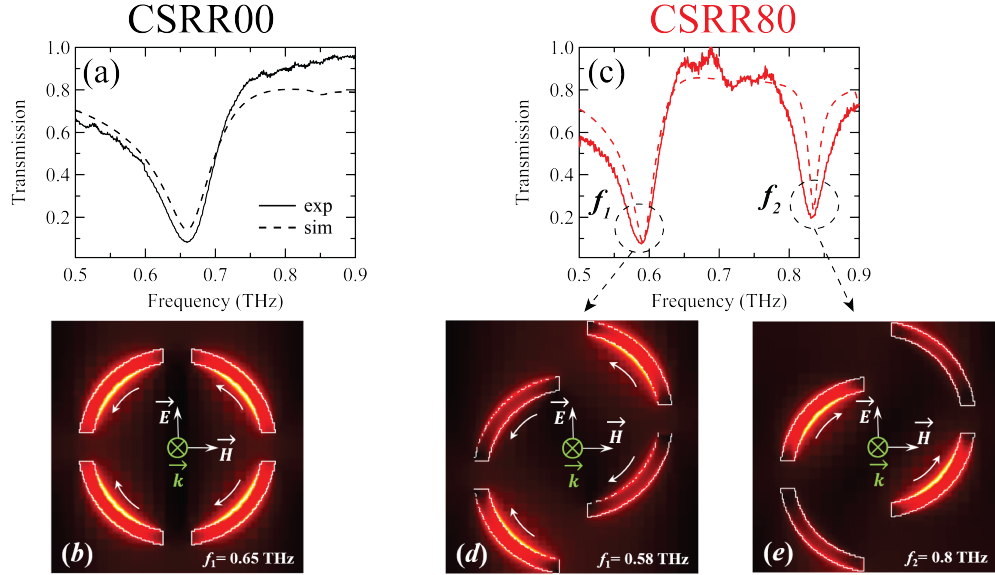 CSRR00
CSRR80
(a)
Transmission
1.0
0.8
0.6
0.4
0.2
exp
sim
0.5 0.6 0.7 0.8 0.9
Frequency (THz)
(c)
Transmission
1.0
0.8
0.6
0.4
0.2
f1
f2
0.5 0.6 0.7 0.8 0.9
Frequency (THz)
E
H
k
(b)
f1= 0.65 THz
E
H
k
(d)
f1= 0.58 THz
E
H
k
(e)
f2= 0.8 THz